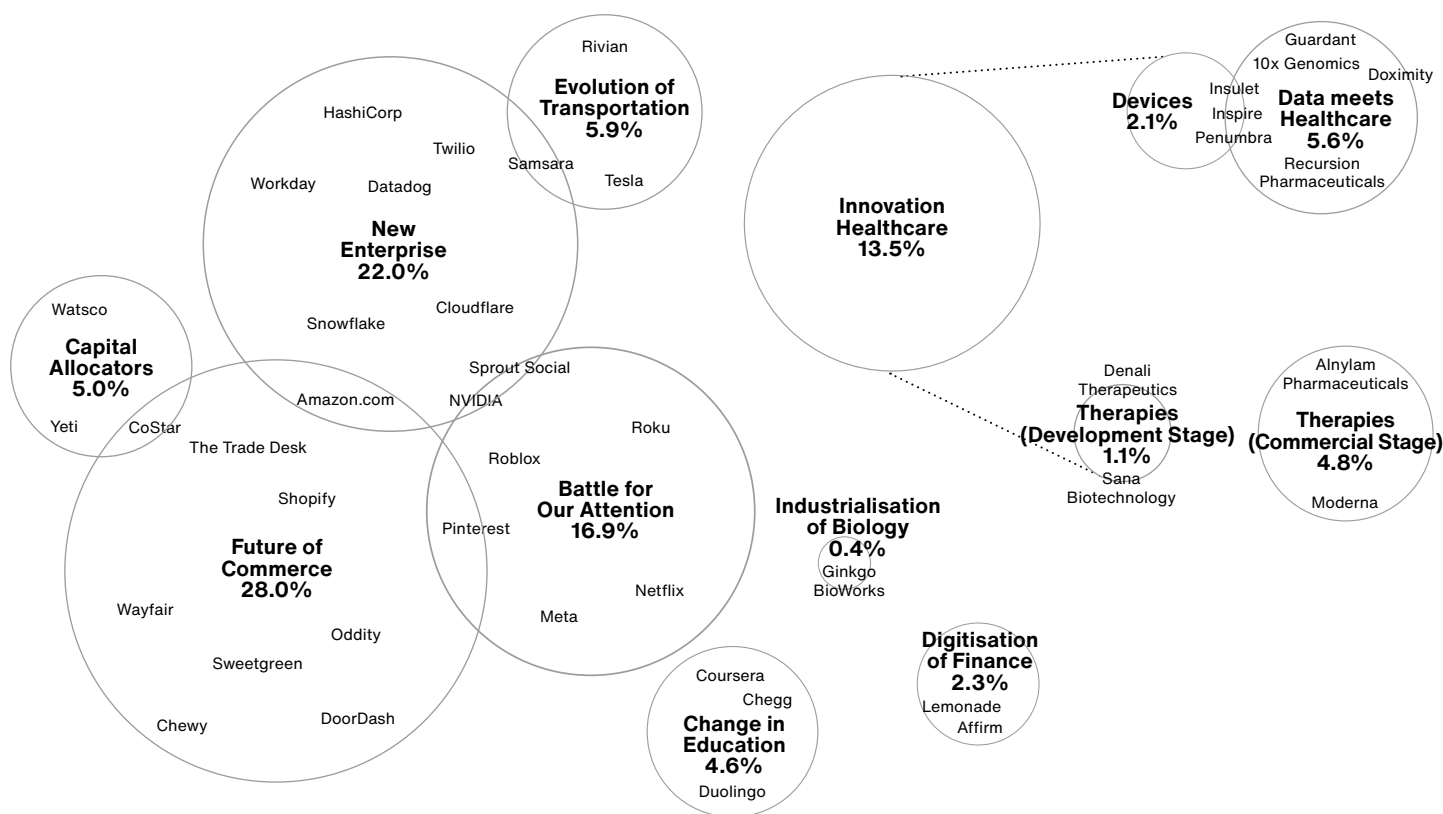 Rivian
Evolution of
Transportation
5.9%
Samsara
Tesla
HashiCorp
Twilio
Workday
Datadog
New
Enterprise
22.0%
Cloudflare
Snowflake
Sprout Social
Amazon.com
NVIDIA
Watsco
Capital
Allocators
5.0%
Yeti
CoStar
The Trade Desk
Shopify
Future of
Commerce
28.0%
Wayfair
Oddity
Sweetgreen
Chewy
DoorDash
Roku
Roblox
Battle for
Our Attention
16.9%
Pinterest
Netflix
Meta
Coursera
Chegg
Change in
Education
4.6%
Duolingo
Innovation
Healthcare
13.5%
Devices
2.1%
Insulet
Inspire
Penumbra
Guardant
10x Genomics
Doximity
Data meets
Healthcare
5.6%
Recursion
Pharmaceuticals
Denali
Therapeutics
Therapies
(Development Stage)
1.1%
Sana
Biotechnology
Alnylam
Pharmaceuticals
Therapies
(Commercial Stage)
4.8%
Moderna
Industrialisation
of Biology
0.4%
Ginkgo
BioWorks
Digitisation
of Finance
2.3%
Lemonade
Affirm